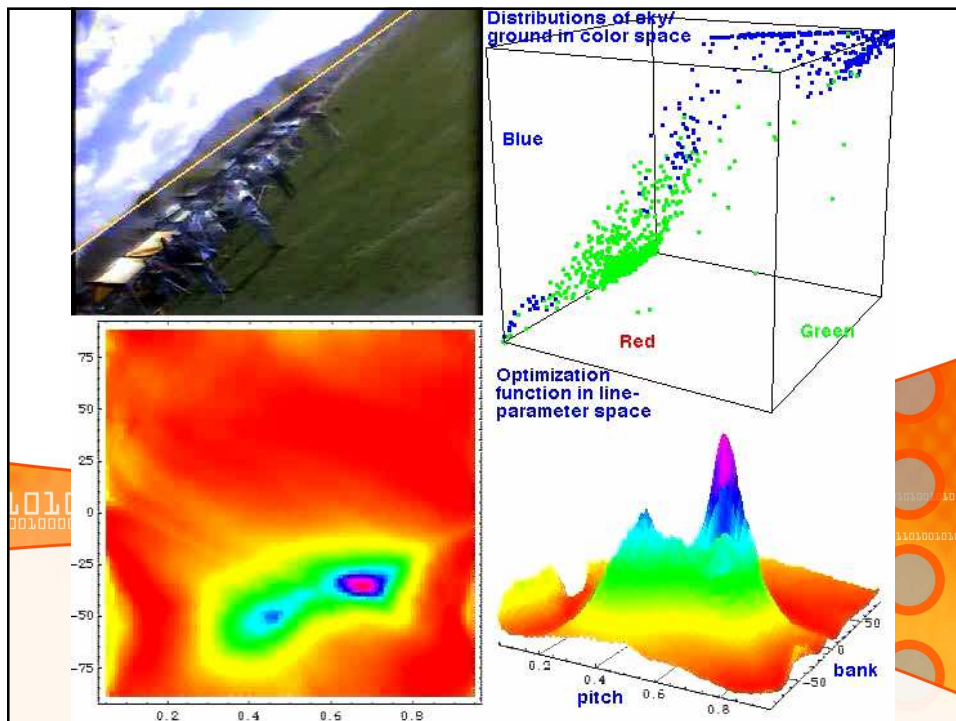 Distributions of sky/
ground in color space
Blue
Red
Green
75
50
25
0
-25
-50
-75
0.2
0.4
0.6
0.8
Optimization
function in line-
parameter space
0.2
0.4
0.6
0.8
pitch
50
0
-50
bank